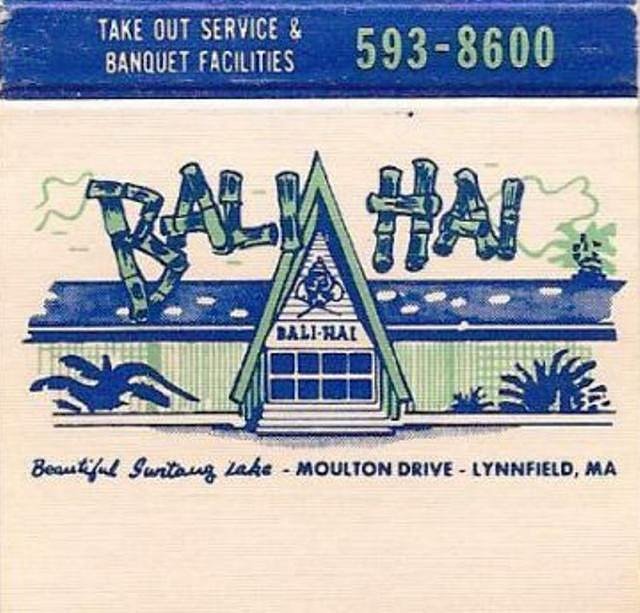 TAKE OUT SERVICE &
BANQUET FACILITIES
593-8600
BALI HAI
BALI-HAI
Beautiful Suntaug Lake - MOULTON DRIVE - LYNNFIELD, MA